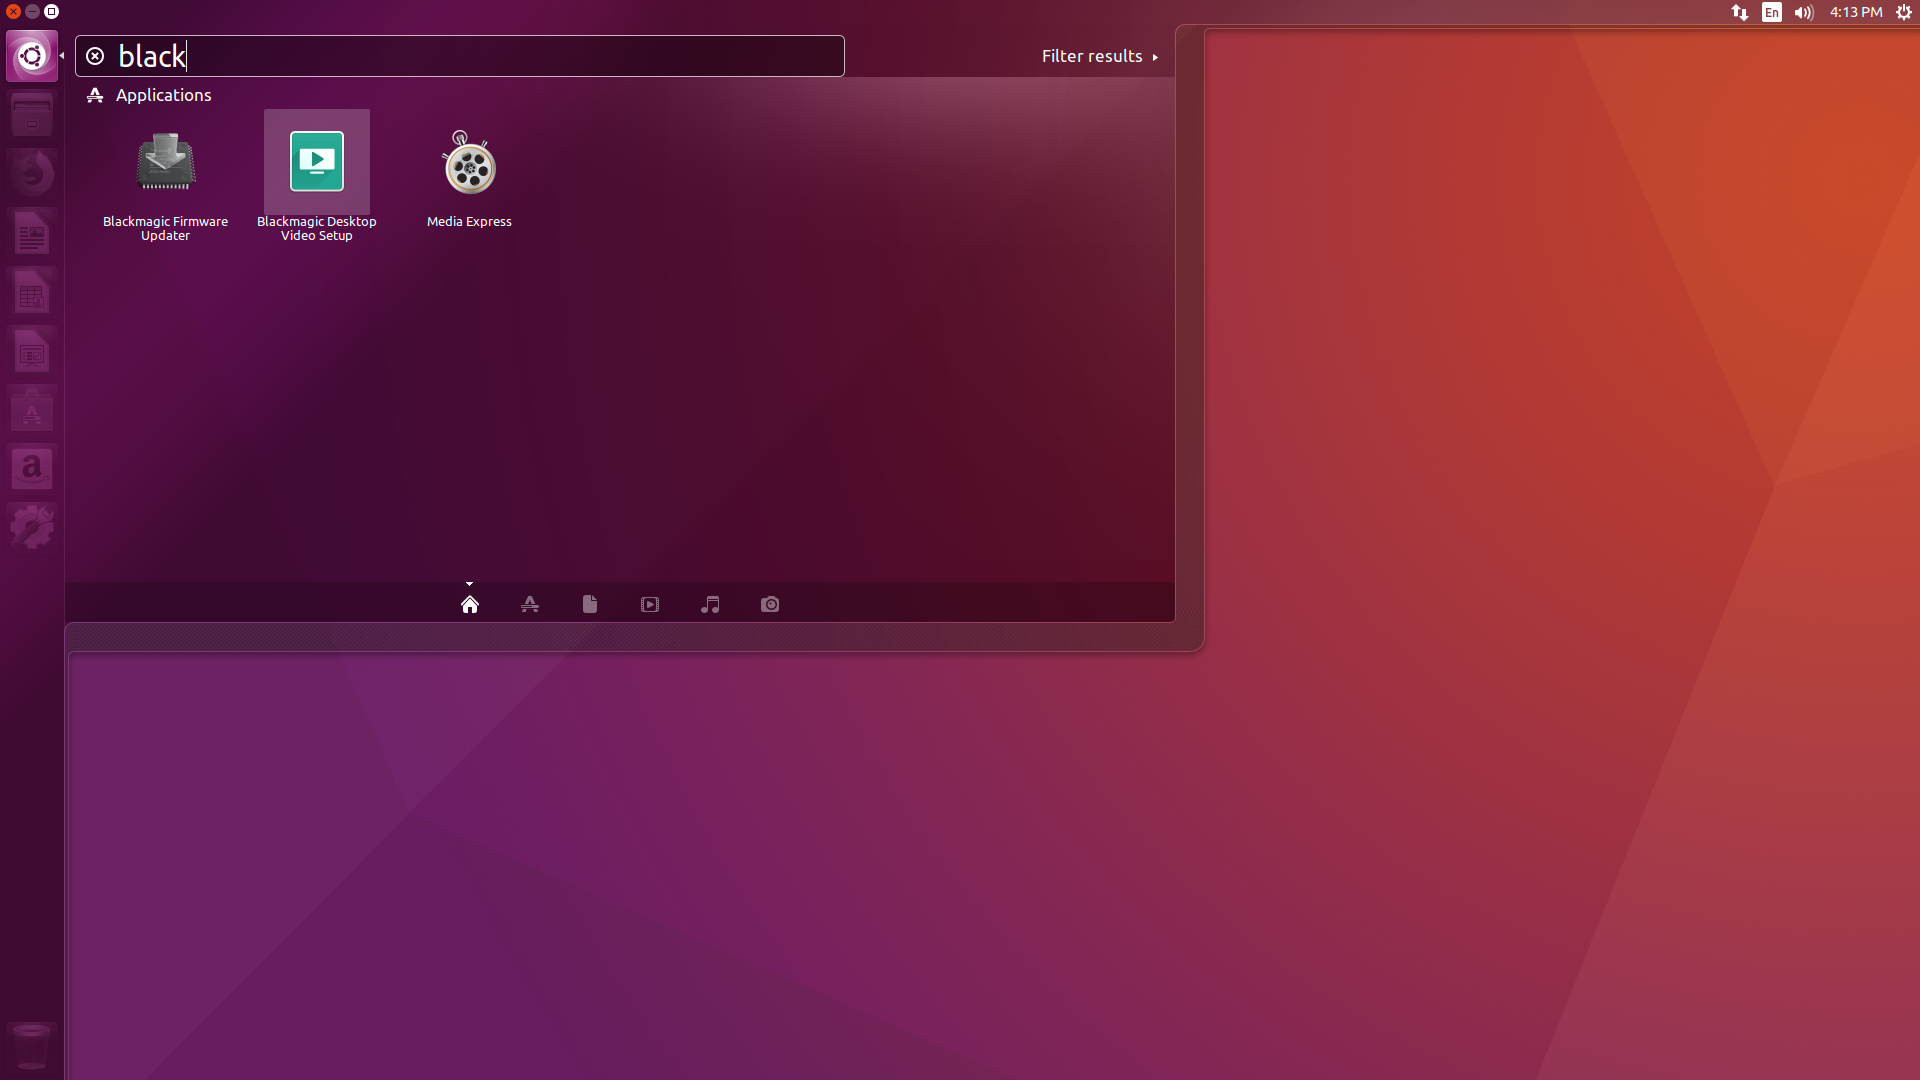 En
4:13 PM
black
Filter results
Applications
Blackmagic Firmware
Updater
Blackmagic Desktop
Video Setup
Media Express
a